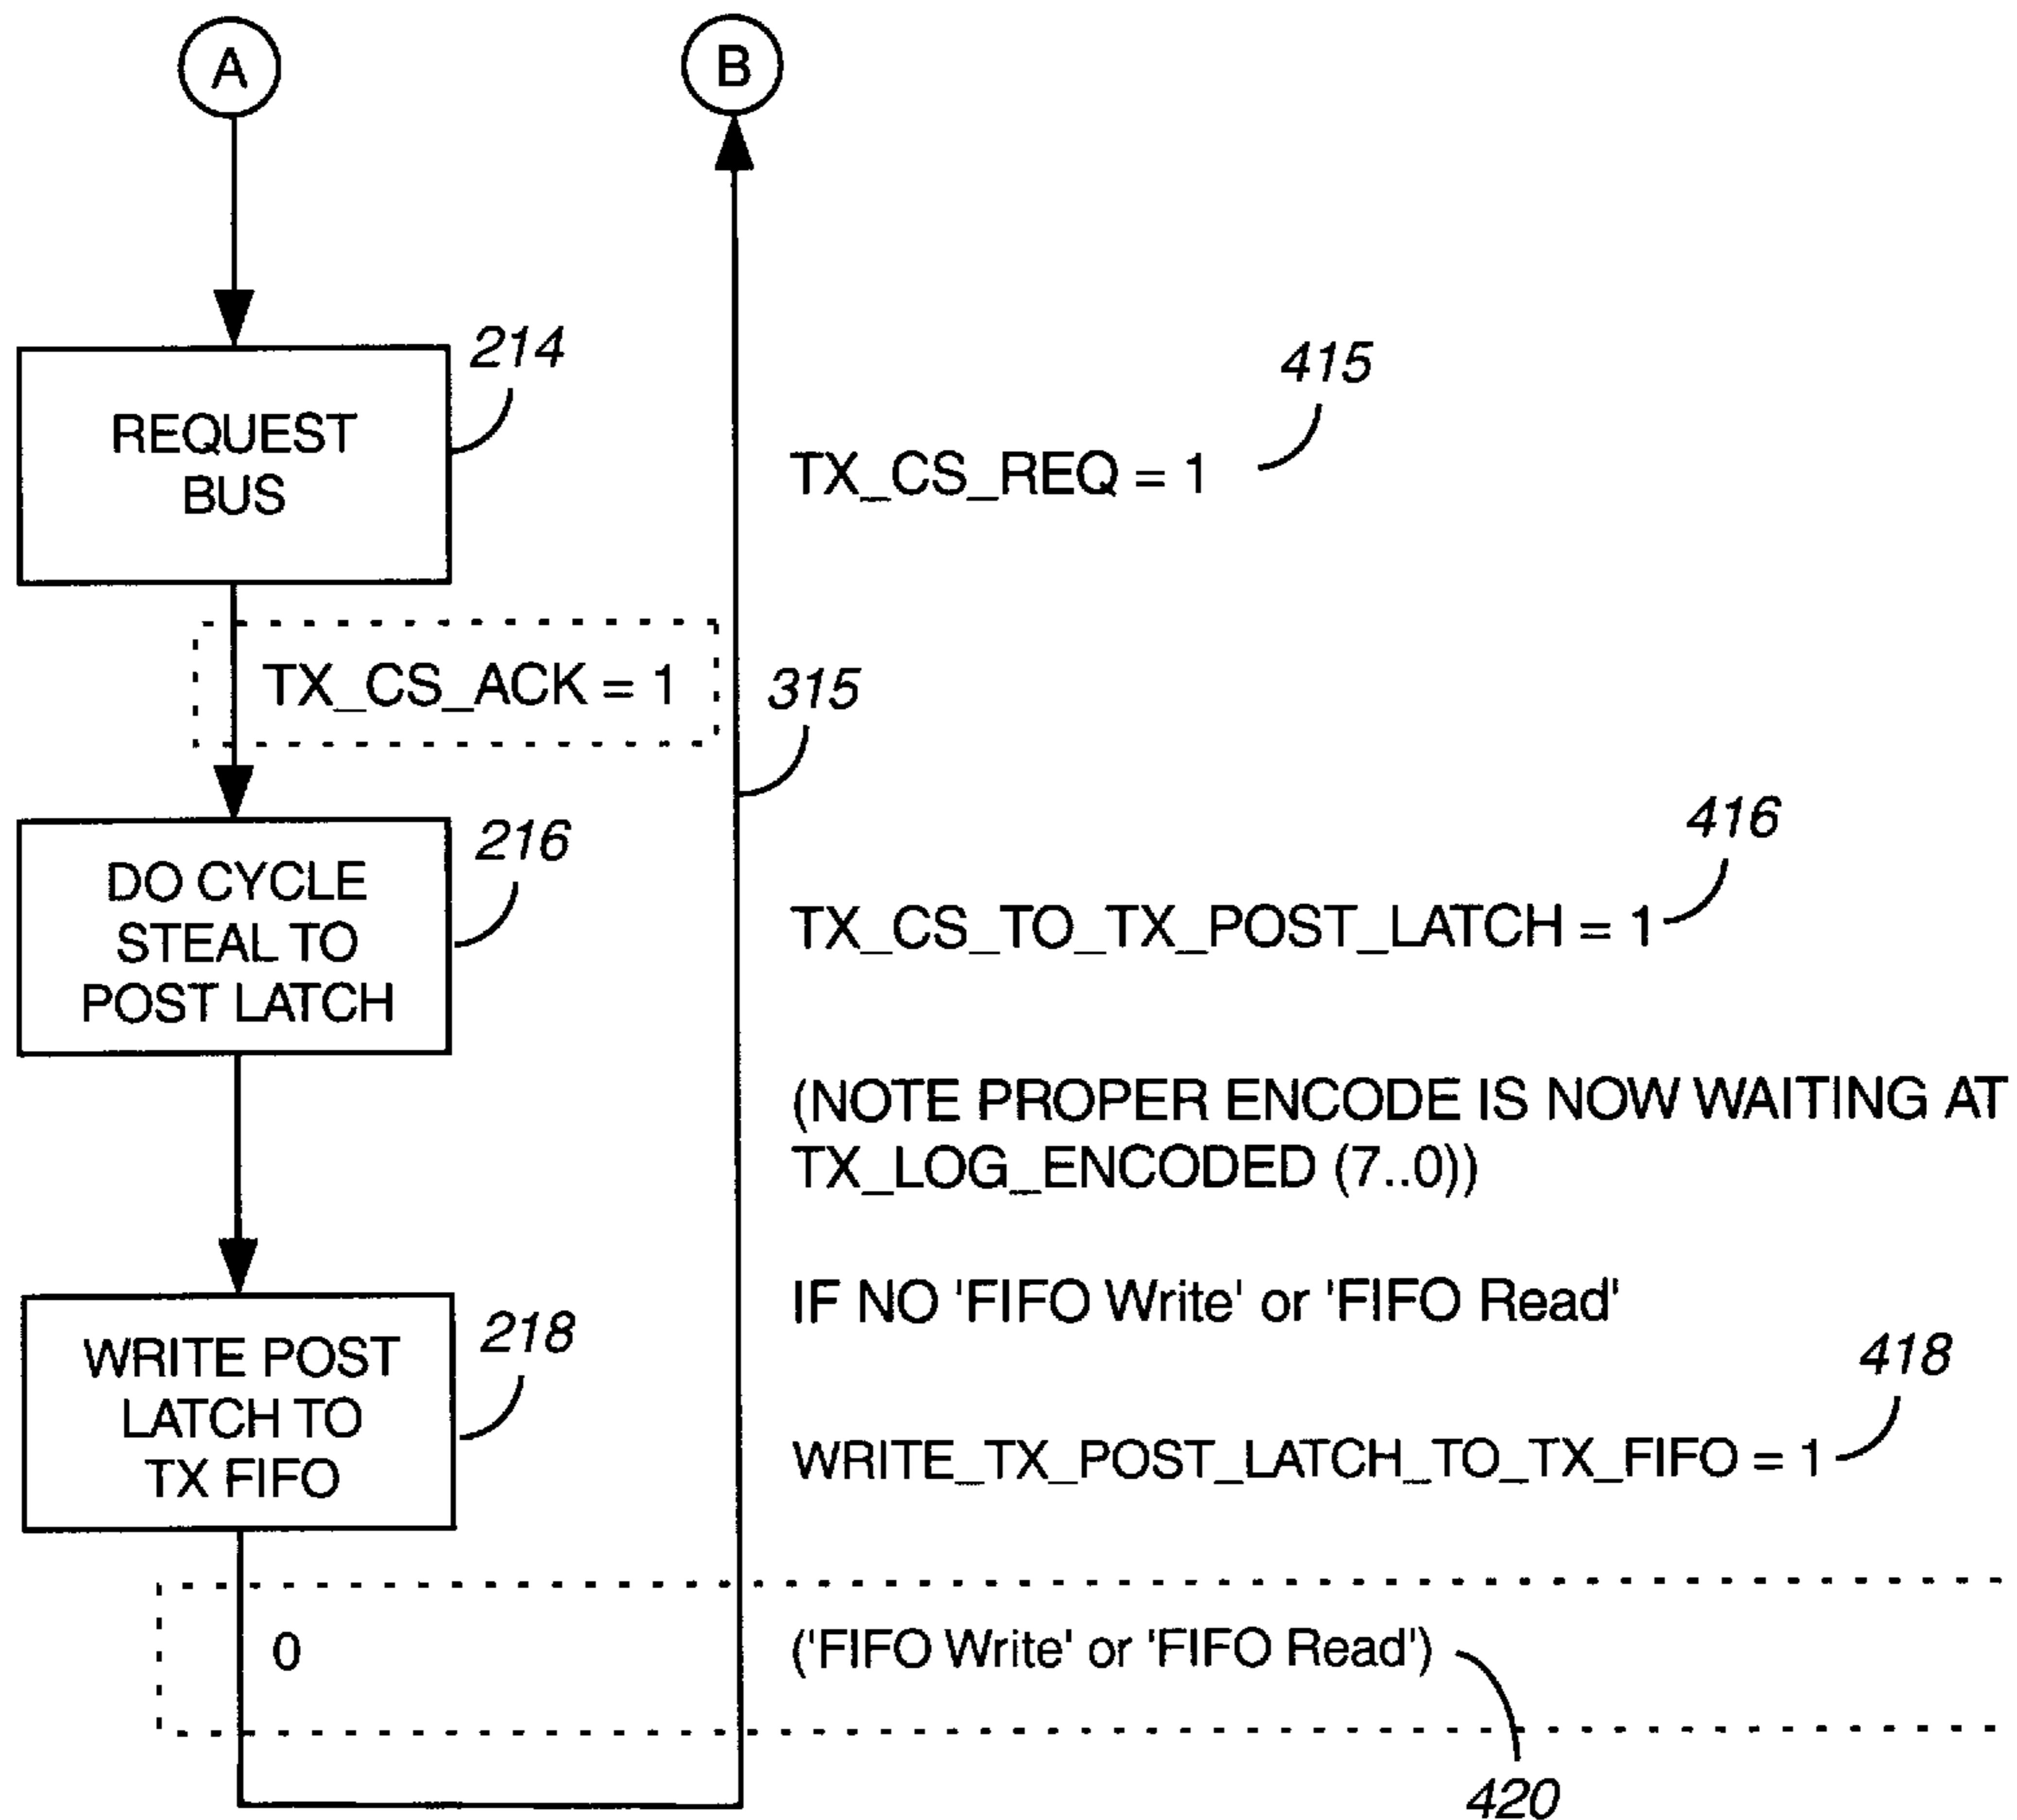 A
B
214
REQUEST
BUS
415
TX_CS_REQ = 1
TX_CS_ACK = 1
315
216
DO CYCLE
STEAL TO
POST LATCH
416
TX_CS_TO_TX_POST_LATCH = 1
(NOTE PROPER ENCODE IS NOW WAITING AT
TX_LOG_ENCODED (7..0))
IF NO 'FIFO Write' or 'FIFO Read'
218
WRITE POST
LATCH TO
TX FIFO
418
WRITE_TX_POST_LATCH_TO_TX_FIFO = 1
0
('FIFO Write' or 'FIFO Read')
420